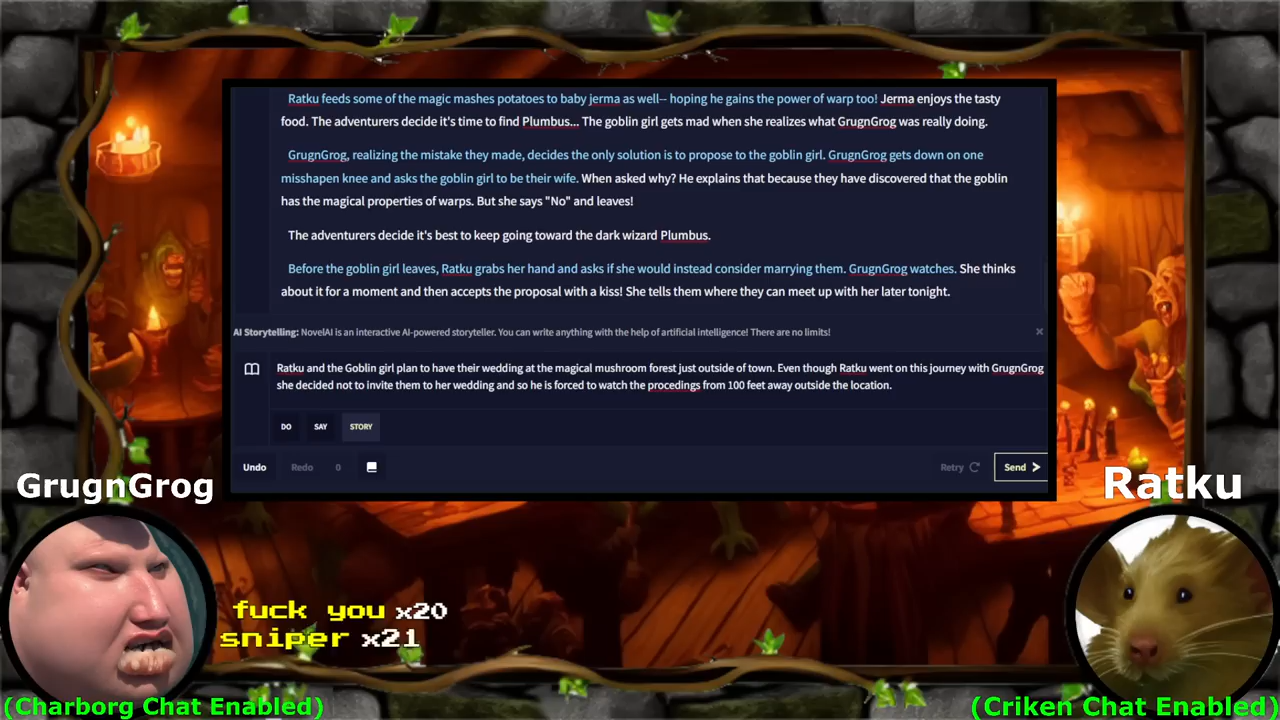 Ratku feeds some of the magic mashes potatoes to baby jerma as well-- hoping he gains the power of warp too! Jerma enjoys the tasty
food. The adventurers decide it's time to find Plumbus... The goblin girl gets mad when she realizes what GrugnGrog was really doing.
GrugnGrog, realizing the mistake they made, decides the only solution is to propose to the goblin girl. GrugnGrog gets down on one
misshapen knee and asks the goblin girl to be their wife. When asked why? He explains that because they have discovered that the goblin
has the magical properties of warps. But she says "No" and leaves!
The adventurers decide it's best to keep going toward the dark wizard Plumbus.
Before the goblin girl leaves, Ratku grabs her hand and asks if she would instead consider marrying them. GrugnGrog watches. She thinks
about it for a moment and then accepts the proposal with a kiss! She tells them where they can meet up with her later tonight.
AI Storytelling: NovelAI is an interactive AI-powered storyteller. You can write anything with the help of artificial intelligence! There are no limits!
Ratku and the Goblin girl plan to have their wedding at the magical mushroom forest just outside of town. Even though Ratku went on this journey with GrugnGrog
she decided not to invite them to her wedding and so he is forced to watch the procedings from 100 feet away outside the location.
DO SAY STORY
Undo Redo 0 Retry Send
GrugnGrog
Ratku
fuck you x20
sniper x21
(Charborg Chat Enabled)
(Criken Chat Enabled)